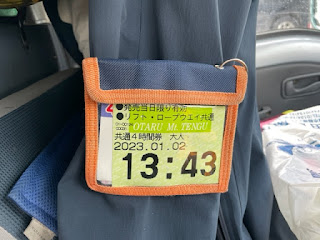 ●発売当日限り有効
●リフト・ロープウェイ共通
OTARU Mt. TENGU
共通4時間券 大人
2023.01.02
13:43